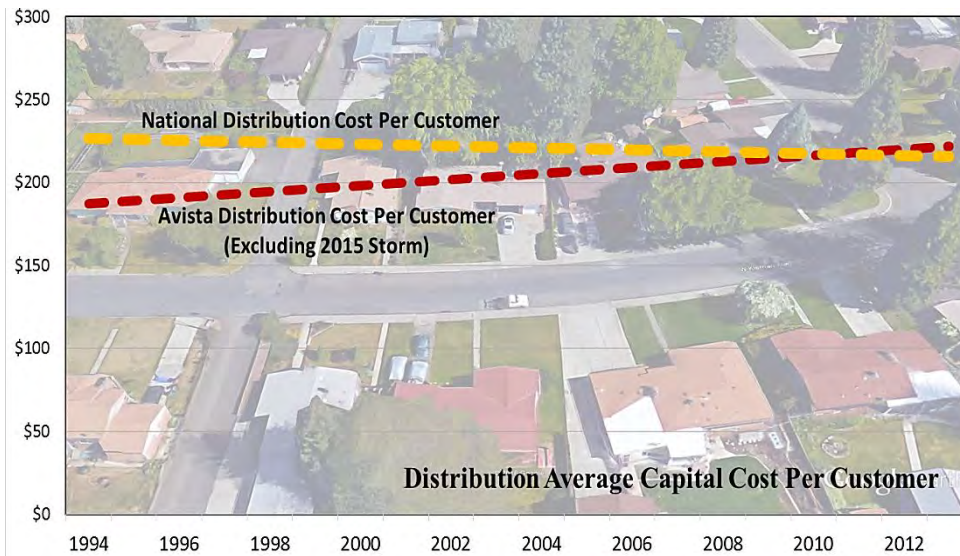 $300
$250
National Distribution Cost Per Customer
$200
Avista Distribution Cost Per Customer
(Excluding 2015 Storm)
$150
$100
$50
Distribution Average Capital Cost Per Customer
$0
1994 1996 1998 2000 2002 2004 2006 2008 2010 2012